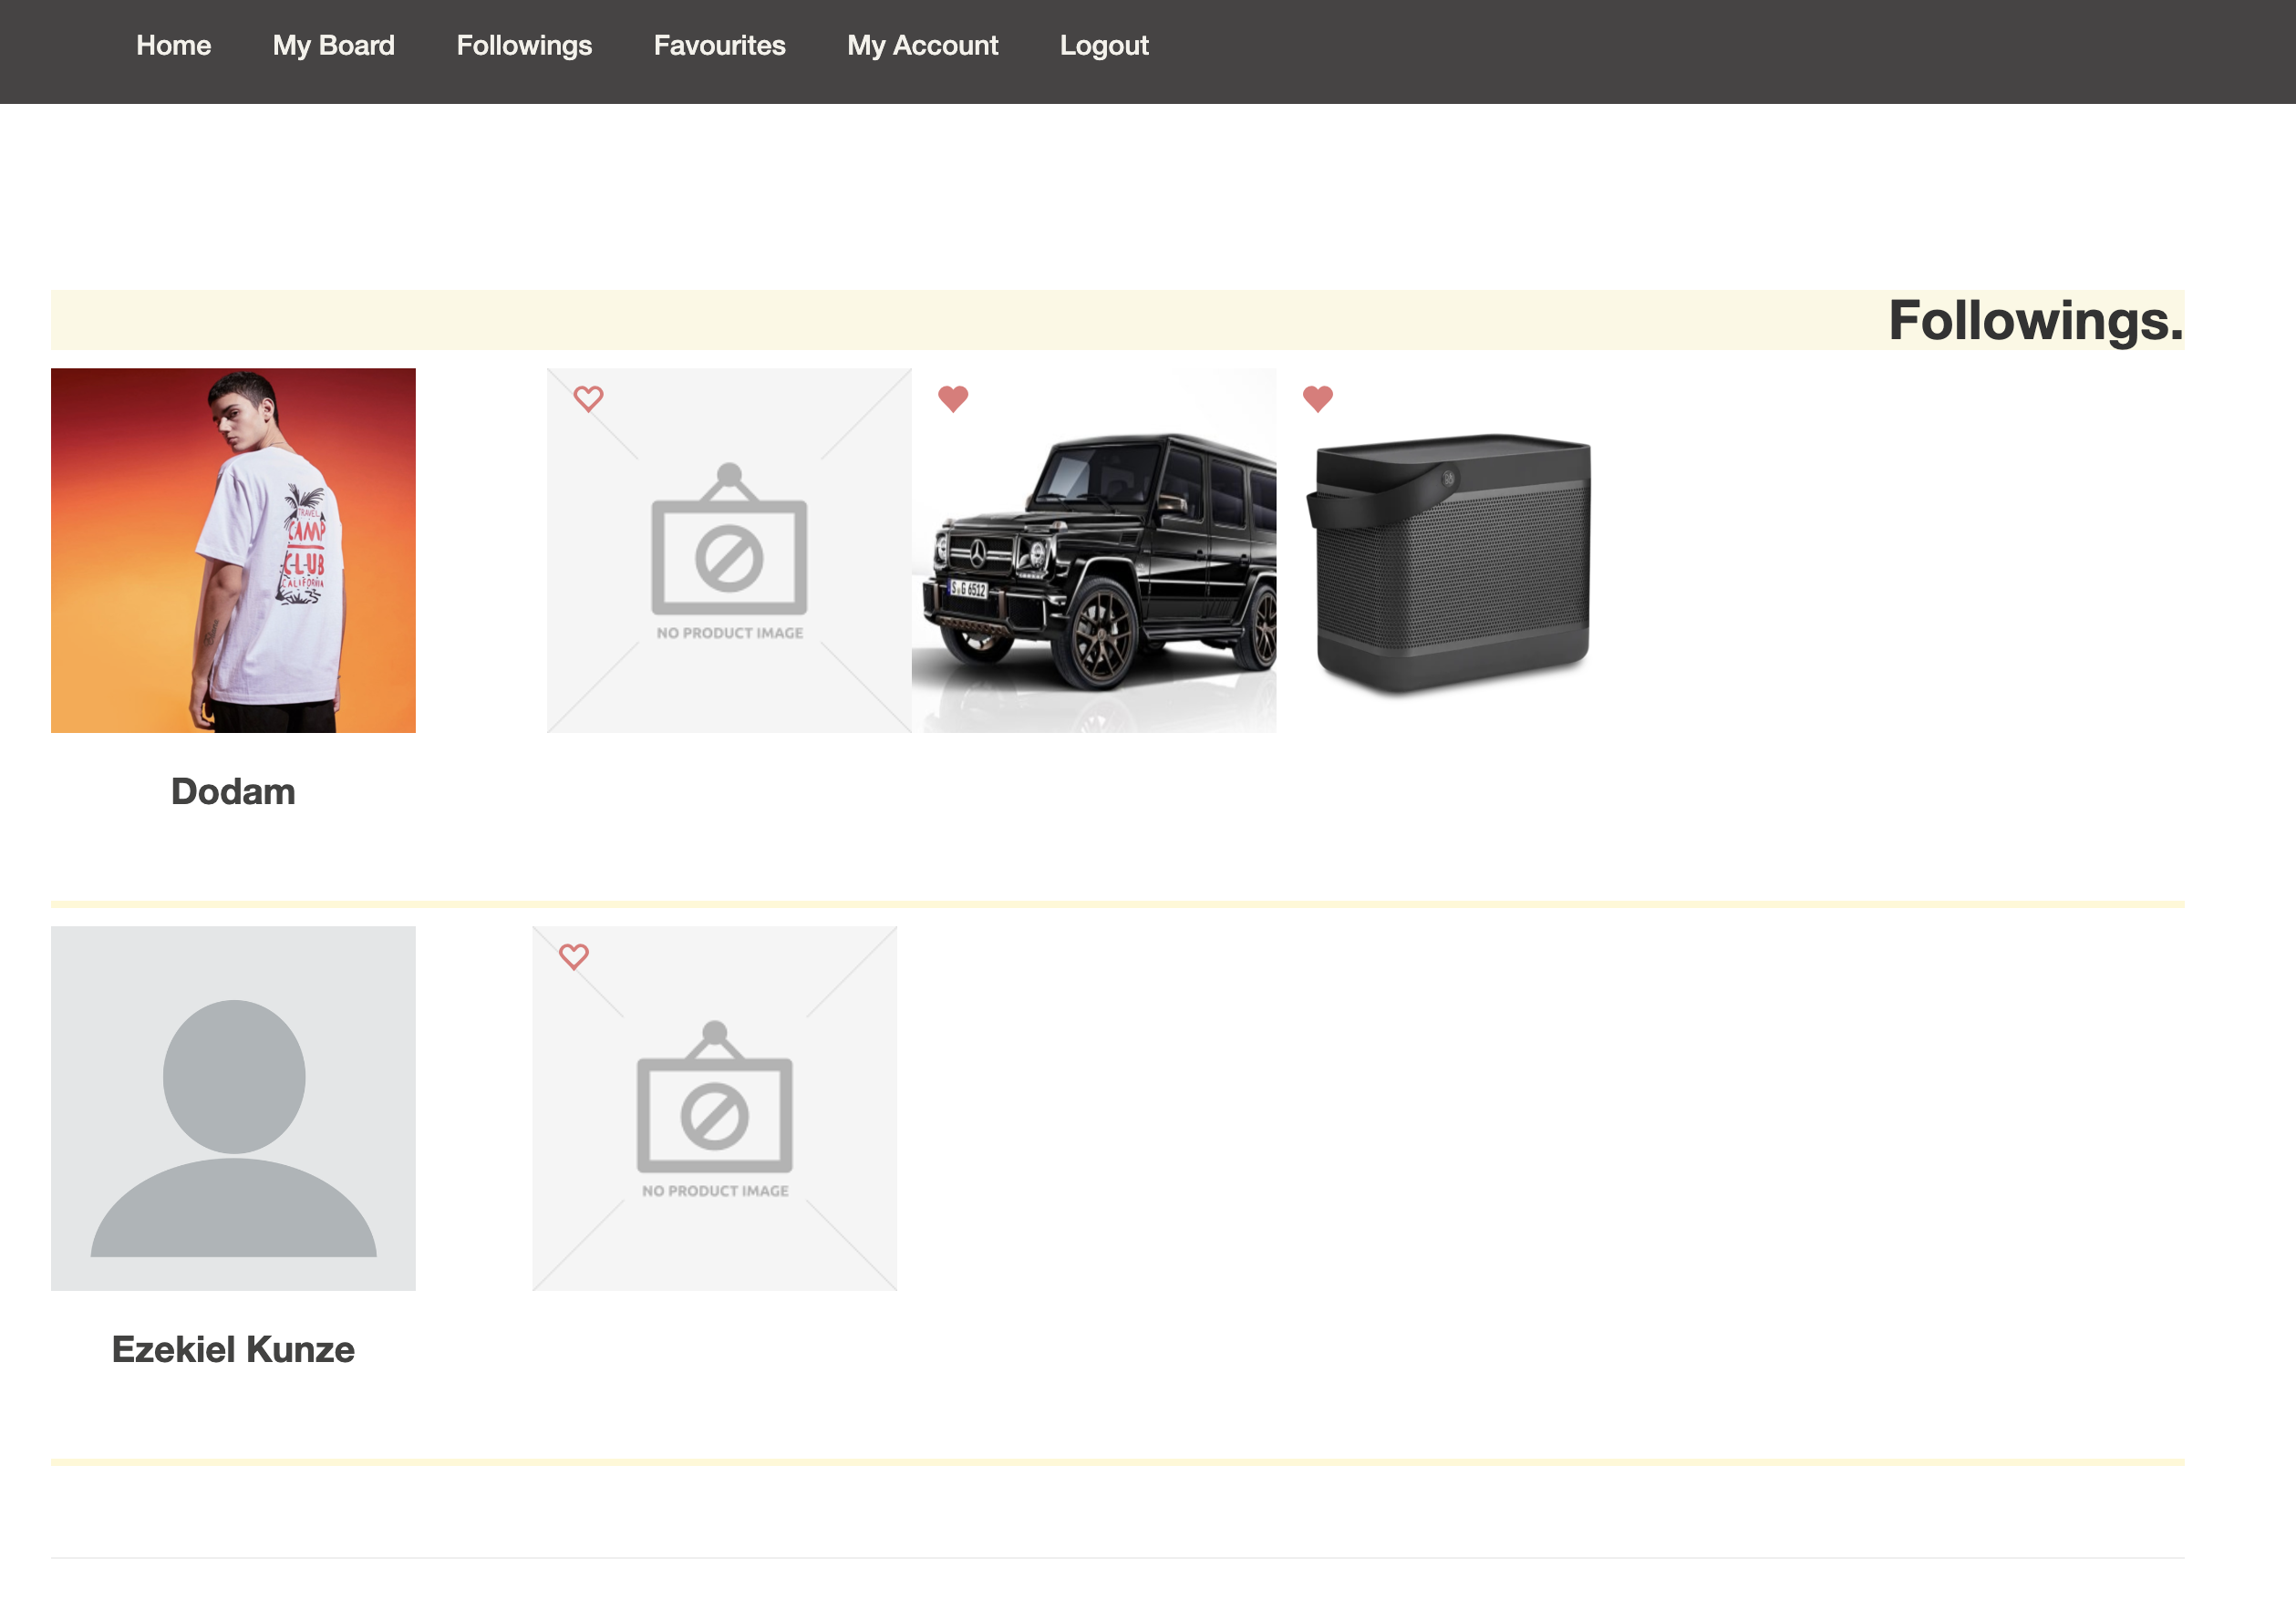 Home My Board Followings Favourites My Account Logout
Followings.
TRAVEL
CAMP
CLUB
CALIFORNIA
NO PRODUCT IMAGE
S G 6512
Dodam
NO PRODUCT IMAGE
Ezekiel Kunze